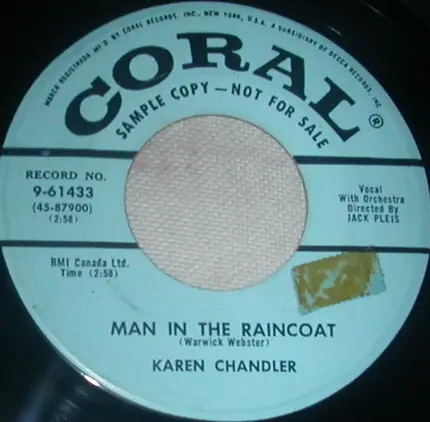 MARCA REGISTRADA MF'D BY CORAL RECORDS, INC., NEW YORK, U.S.A. A SUBSIDIARY OF DECCA RECORDS, INC.
CORAL®
SAMPLE COPY — NOT FOR SALE
RECORD NO.
9-61433
(45-87900)
(2:58)
Vocal
With Orchestra
Directed By
JACK PLEIS
BMI Canada Ltd.
Time (2:58)
MAN IN THE RAINCOAT
(Warwick Webster)
KAREN CHANDLER